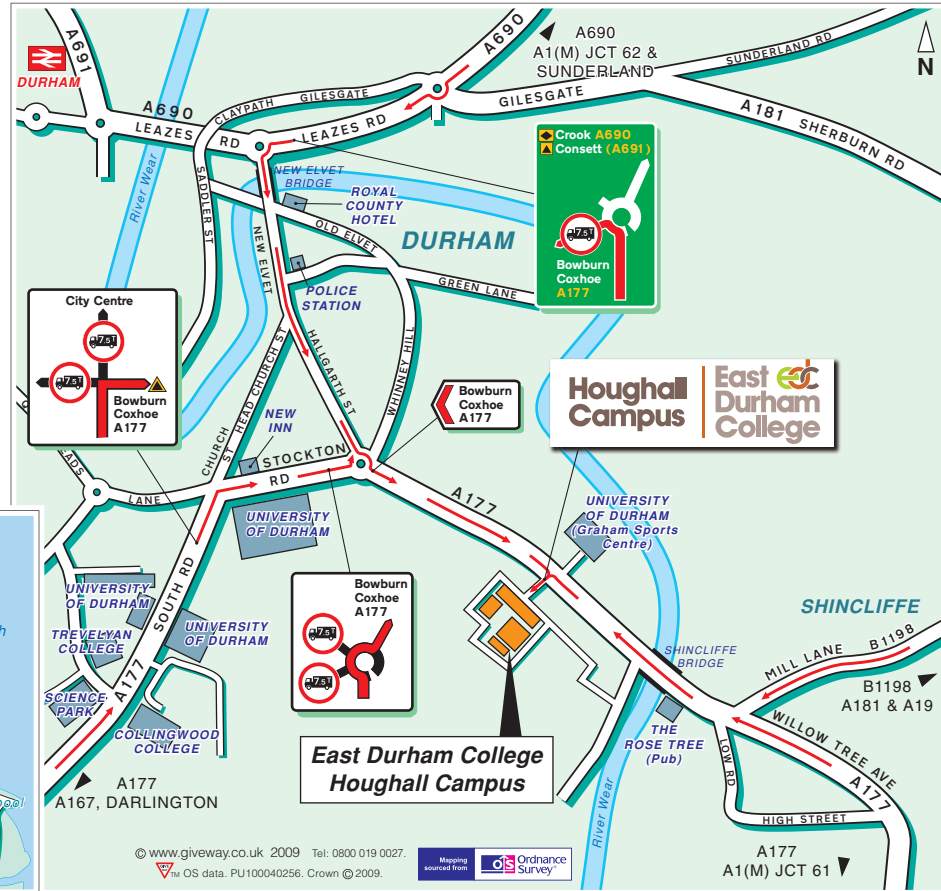 A691
DURHAM
A690
LEAZES RD
CLAYPATH
GILESGATE
LEAZES RD
A690
A690
A1(M) JCT 62 &
SUNDERLAND
GILESGATE
SUNDERLAND RD
A181 SHERBURN RD
N
River Wear
SADDLER ST
NEW ELVET
BRIDGE
ROYAL
COUNTY
HOTEL
OLD ELVET
DURHAM
Crook A690
Consett (A691)
7.5T
Bowburn
Coxhoe
A177
NEW ELVET
POLICE
STATION
GREEN LANE
City Centre
7.5T
7.5T
Bowburn
Coxhoe
A177
HALLGARTH ST
WHINNEY HILL
CHURCH ST HEAD
CHURCH ST
Bowburn
Coxhoe
A177
Houghall
Campus
East edc
Durham
College
NEW
INN
STOCKTON
RD
LANE
EADS
A177
UNIVERSITY
OF DURHAM
UNIVERSITY
OF DURHAM
(Graham Sports
Centre)
SOUTH RD
UNIVERSITY
OF DURHAM
TREVELYAN
COLLEGE
UNIVERSITY
OF DURHAM
SCIENCE
PARK
A177
COLLINGWOOD
COLLEGE
Bowburn
Coxhoe
A177
7.5T
7.5T
SHINCLIFFE
SHINCLIFFE
BRIDGE
MILL LANE
B1198
B1198
A181 & A19
WILLOW TREE AVE
A177
THE
ROSE TREE
(Pub)
LOW RD
HIGH STREET
East Durham College
Houghall Campus
A177
A167, DARLINGTON
River Wear
A177
A1(M) JCT 61
h
pool
© www.giveway.co.uk 2009 Tel: 0800 019 0027.
TM OS data. PU100040256. Crown © 2009.
Mapping
sourced from
OS Ordnance
Survey®